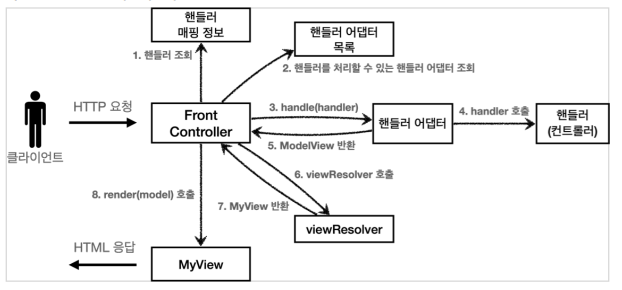 핸들러
매핑 정보
핸들러 어댑터
목록
1. 핸들러 조회
2. 핸들러를 처리할 수 있는 핸들러 어댑터 조회
HTTP 요청
클라이언트
Front
Controller
3. handle(handler)
핸들러 어댑터
4. handler 호출
핸들러
(컨트롤러)
5. ModelView 반환
6. viewResolver 호출
7. MyView 반환
8. render(model) 호출
viewResolver
HTML 응답
MyView